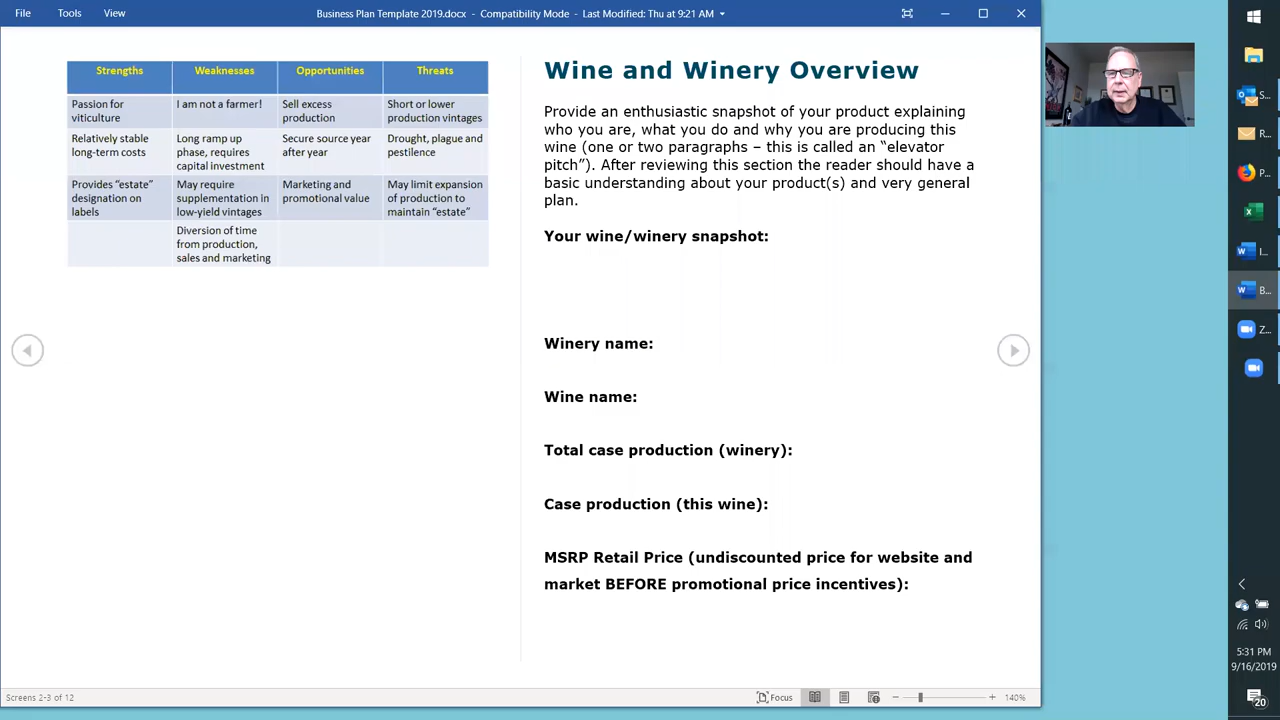 File Tools View Business Plan Template 2019.docx - Compatibility Mode - Last Modified: Thu at 9:21 AM
Strengths Weaknesses Opportunities Threats
Passion for viticulture
I am not a farmer!
Sell excess production
Short or lower production vintages
Relatively stable long-term costs
Long ramp up phase, requires capital investment
Secure source year after year
Drought, plague and pestilence
Provides “estate” designation on labels
May require supplementation in low-yield vintages
Marketing and promotional value
May limit expansion of production to maintain “estate”
Diversion of time from production, sales and marketing
Wine and Winery Overview
Provide an enthusiastic snapshot of your product explaining
who you are, what you do and why you are producing this
wine (one or two paragraphs – this is called an “elevator
pitch”). After reviewing this section the reader should have a
basic understanding about your product(s) and very general
plan.
Your wine/winery snapshot:
Winery name:
Wine name:
Total case production (winery):
Case production (this wine):
MSRP Retail Price (undiscounted price for website and
market BEFORE promotional price incentives):
Screens 2-3 of 12
Focus
140%
S...
R...
P...
I...
B...
Z...
5:31 PM
9/16/2019
20